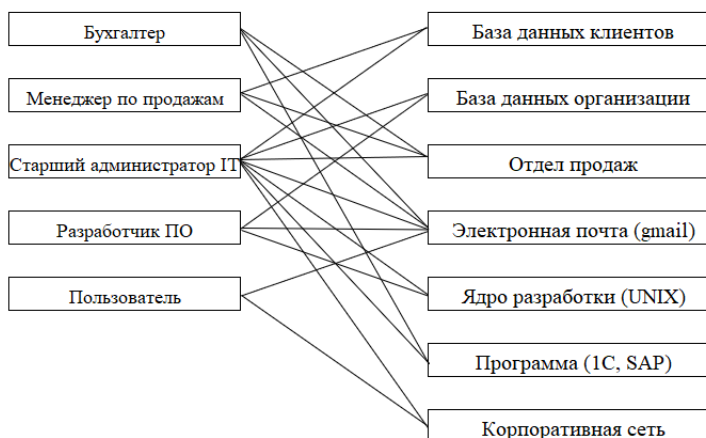 Бухгалтер
Менеджер по продажам
Старший администратор IT
Разработчик ПО
Пользователь
База данных клиентов
База данных организации
Отдел продаж
Электронная почта (gmail)
Ядро разработки (UNIX)
Программа (1С, SAP)
Корпоративная сеть